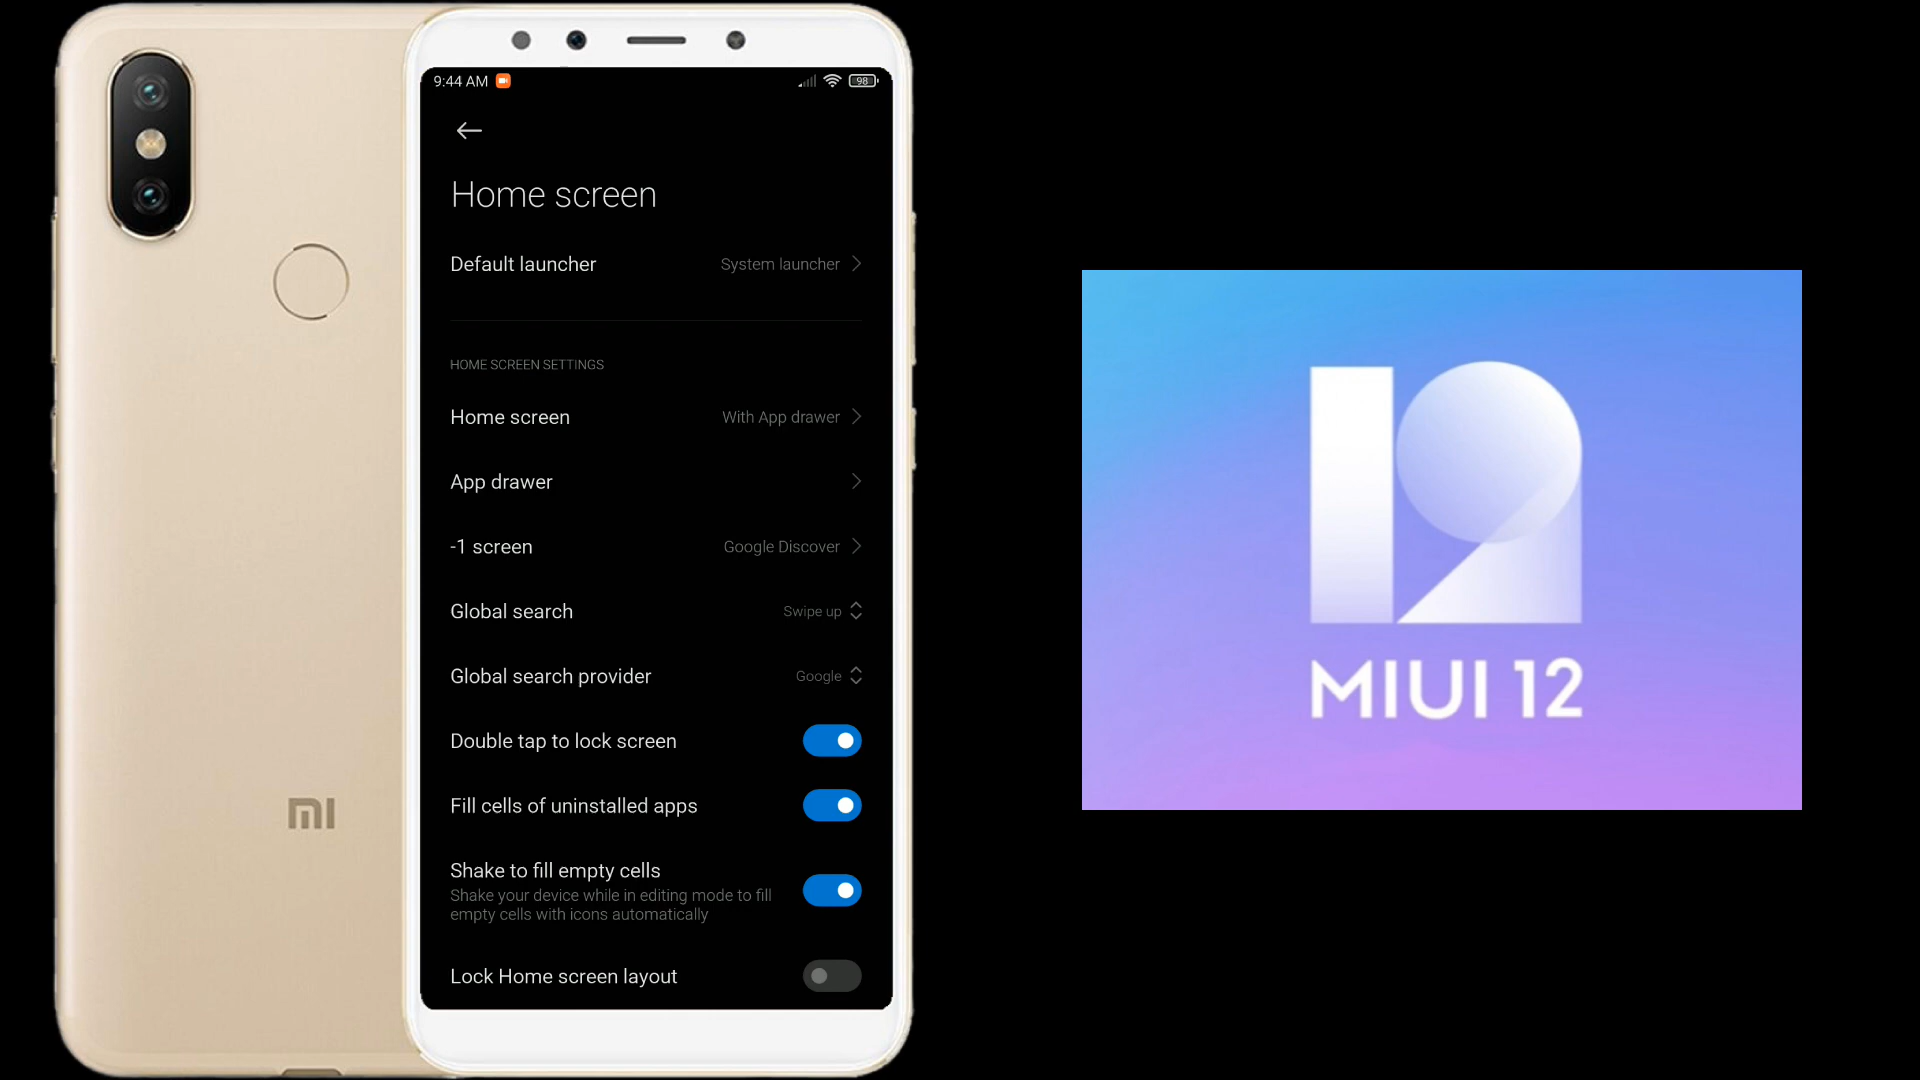 9:44 AM
98
Home screen
Default launcher
System launcher
HOME SCREEN SETTINGS
Home screen
With App drawer
App drawer
-1 screen
Google Discover
Global search
Swipe up
Global search provider
Google
Double tap to lock screen
Fill cells of uninstalled apps
Shake to fill empty cells
Shake your device while in editing mode to fill
empty cells with icons automatically
Lock Home screen layout
MI
12
MIUI 12